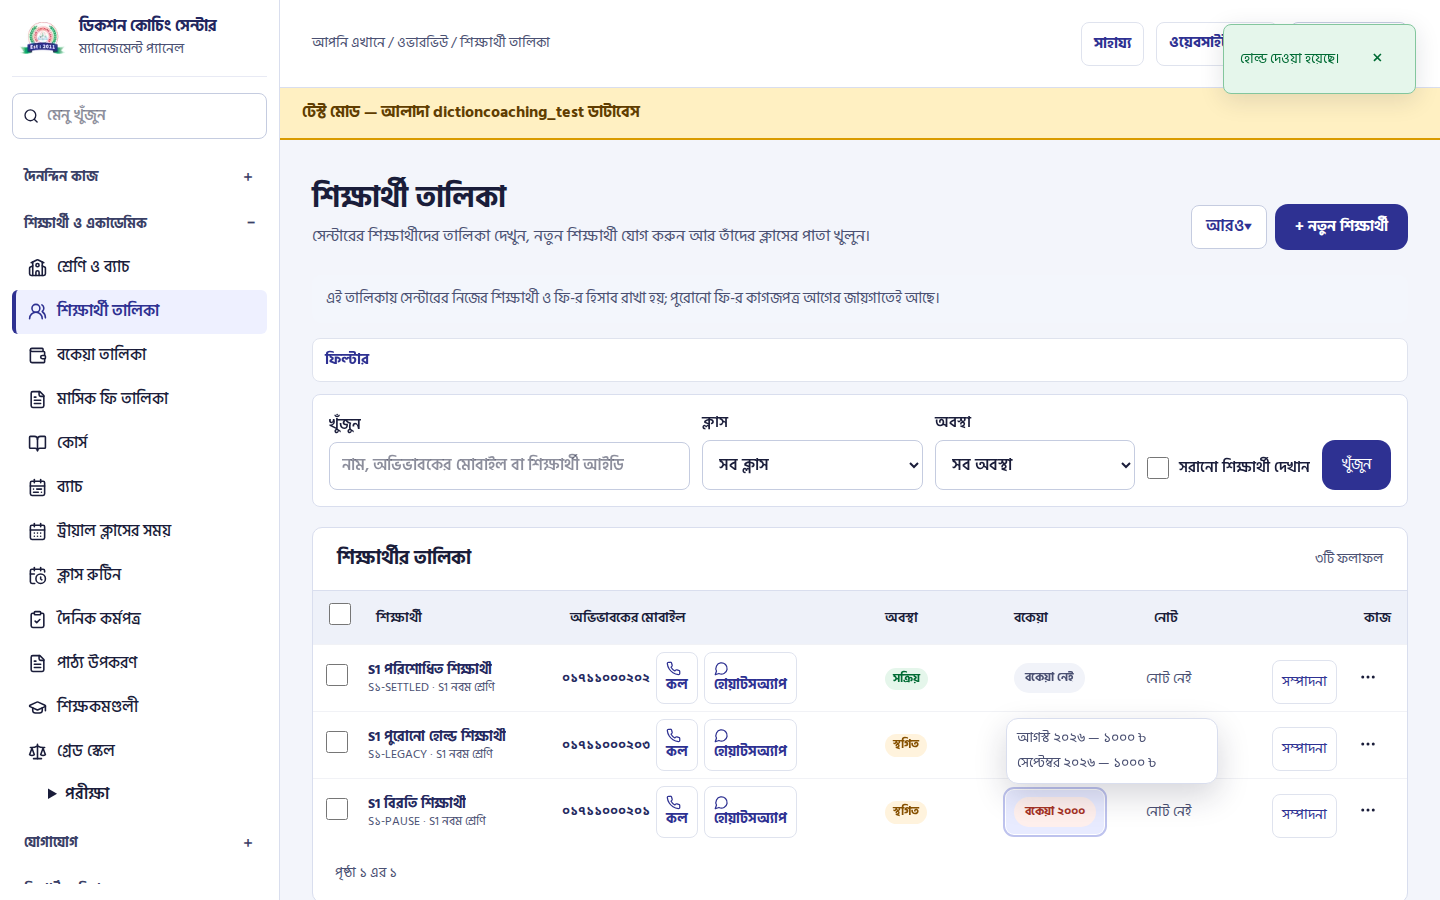 ডিকশন কোচিং সেন্টার
ম্যানেজমেন্ট প্যানেল
Est : 2011
মেনু খুঁজুন
দৈনন্দিন কাজ +
শিক্ষার্থী ও একাডেমিক −
শ্রেণি ও ব্যাচ
শিক্ষার্থী তালিকা
বকেয়া তালিকা
মাসিক ফি তালিকা
কোর্স
ব্যাচ
ট্রায়াল ক্লাসের সময়
ক্লাস রুটিন
দৈনিক কর্মপত্র
পাঠ্য উপকরণ
শিক্ষকমণ্ডলী
গ্রেড স্কেল
▶ পরীক্ষা
যোগাযোগ +
আপনি এখানে / ওভারভিউ / শিক্ষার্থী তালিকা
সাহায্য
হোল্ড দেওয়া হয়েছে। ×
টেস্ট মোড — আলাদা dictioncoaching_test ডাটাবেস
শিক্ষার্থী তালিকা
সেন্টারের শিক্ষার্থীদের তালিকা দেখুন, নতুন শিক্ষার্থী যোগ করুন আর তাঁদের ক্লাসের পাতা খুলুন।
আরও▾
+ নতুন শিক্ষার্থী
এই তালিকায় সেন্টারের নিজের শিক্ষার্থী ও ফি-র হিসাব রাখা হয়; পুরোনো ফি-র কাগজপত্র আগের জায়গাতেই আছে।
ফিল্টার
খুঁজুন ক্লাস অবস্থা
নাম, অভিভাবকের মোবাইল বা শিক্ষার্থী আইডি সব ক্লাস সব অবস্থা সরানো শিক্ষার্থী দেখান খুঁজুন
শিক্ষার্থীর তালিকা ৩টি ফলাফল
শিক্ষার্থী অভিভাবকের মোবাইল অবস্থা বকেয়া নোট কাজ
S1 পরিশোধিত শিক্ষার্থী
S১-SETTLED · S1 নবম শ্রেণি
০১৭১১০০০২০২ কল হোয়াটসঅ্যাপ সক্রিয় বকেয়া নেই নোট নেই সম্পাদনা ···
S1 পুরোনো হোল্ড শিক্ষার্থী
S১-LEGACY · S1 নবম শ্রেণি
০১৭১১০০০২০৩ কল হোয়াটসঅ্যাপ স্থগিত সম্পাদনা ···
আগস্ট ২০২৬ — ১০০০ ৳
সেপ্টেম্বর ২০২৬ — ১০০০ ৳
S1 বিরতি শিক্ষার্থী
S১-PAUSE · S1 নবম শ্রেণি
০১৭১১০০০২০১ কল হোয়াটসঅ্যাপ স্থগিত বকেয়া ২০০০ নোট নেই সম্পাদনা ···
পৃষ্ঠা ১ এর ১